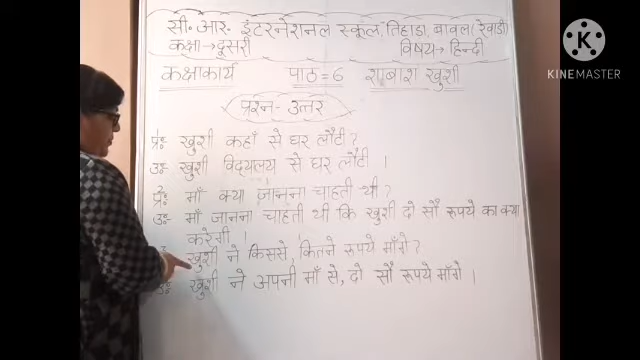 सी. आर. इंटरनेशनल स्कूल, तिहाडा, बावल (रेवाडी)
कक्षा → दुसरी विषय → हिन्दी
कक्षाकार्य पाठ = 6 शाबाश खुशी
प्रश्न - उत्तर
प्र॰ः खुशी कहाँ से घर लौटी ?
उः- खुशी विद्यालय से घर लौटी ।
प्र॰ः माँ क्या जानना चाहती थी ?
उः- माँ जानना चाहती थी कि खुशी दो सौ रूपये का क्या
करेगी ।
खुशी ने किससे, कितने रूपये माँगे ?
उः खुशी ने अपनी माँ से, दो सौ रूपये माँगे ।
KINEMASTER